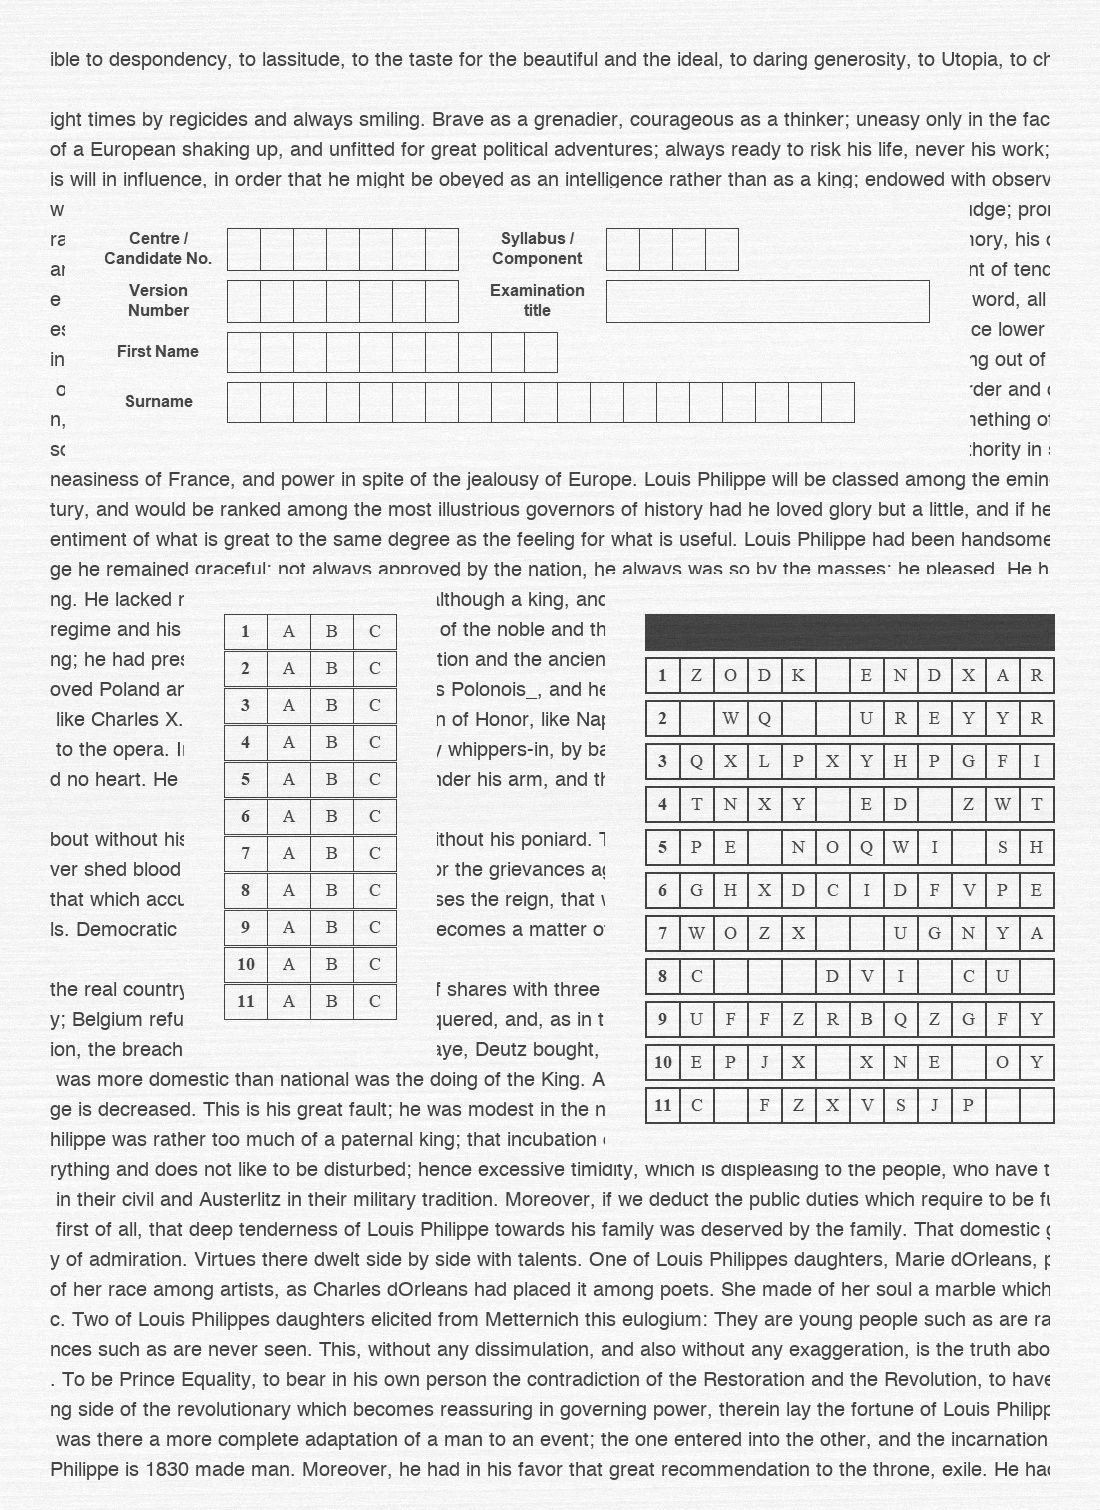 ible to despondency, to lassitude, to the taste for the beautiful and the ideal, to daring generosity, to Utopia, to
ight times by regicides and always smiling. Brave as a grenadier, courageous as a thinker; uneasy only in the fac
of a European shaking up, and unfitted for great political adventures; always ready to risk his life, never his work;
is will in influence, in order that he might be obeyed as an intelligence rather than as a king; endowed with observ
w udge; pro
Centre / Candidate No. Syllabus / Component
ra ory, his
ar nt of tend
Version Number Examination title
e word, all
es ce lower
First Name
in ng out of
o rder and
Surname
n, nething of
so hority in
neasiness of France, and power in spite of the jealousy of Europe. Louis Philippe will be classed among the emin
tury, and would be ranked among the most illustrious governors of history had he loved glory but a little, and if he
entiment of what is great to the same degree as the feeling for what is useful. Louis Philippe had been handsome
ge he remained graceful; not always approved by the nation, he always was so by the masses; he pleased. He h
ng. He lacked although a king, and
regime and his of the noble and th
ng; he had pres tion and the ancien
oved Poland an s Polonois_, and he
like Charles X. n of Honor, like Nap
to the opera. I y whippers-in, by ba
d no heart. He nder his arm, and th
bout without his ithout his poniard. T
ver shed blood or the grievances ag
that which accu ses the reign, that
ls. Democratic ecomes a matter of
the real country f shares with three
y; Belgium refu quered, and, as in t
ion, the breach aye, Deutz bought,
1 A B C
2 A B C
3 A B C
4 A B C
5 A B C
6 A B C
7 A B C
8 A B C
9 A B C
10 A B C
11 A B C
1 Z O D K E N D X A R
2 W Q U R E Y Y R
3 Q X L P X Y H P G F I
4 T N X Y E D Z W T
5 P E N O Q W I S H
6 G H X D C I D F V P E
7 W O Z X U G N Y A
8 C D V I C U
9 U F F Z R B Q Z G F Y
10 E P J X X N E O Y
11 C F Z X V S J P
was more domestic than national was the doing of the King. A
ge is decreased. This is his great fault; he was modest in the n
hilippe was rather too much of a paternal king; that incubation
rything and does not like to be disturbed; hence excessive timidity, which is displeasing to the people, who have t
in their civil and Austerlitz in their military tradition. Moreover, if we deduct the public duties which require to be fu
first of all, that deep tenderness of Louis Philippe towards his family was deserved by the family. That domestic g
y of admiration. Virtues there dwelt side by side with talents. One of Louis Philippes daughters, Marie dOrleans, p
of her race among artists, as Charles dOrleans had placed it among poets. She made of her soul a marble which
c. Two of Louis Philippes daughters elicited from Metternich this eulogium: They are young people such as are ra
nces such as are never seen. This, without any dissimulation, and also without any exaggeration, is the truth abo
. To be Prince Equality, to bear in his own person the contradiction of the Restoration and the Revolution, to have
ng side of the revolutionary which becomes reassuring in governing power, therein lay the fortune of Louis Philipp
was there a more complete adaptation of a man to an event; the one entered into the other, and the incarnation
Philippe is 1830 made man. Moreover, he had in his favor that great recommendation to the throne, exile. He had